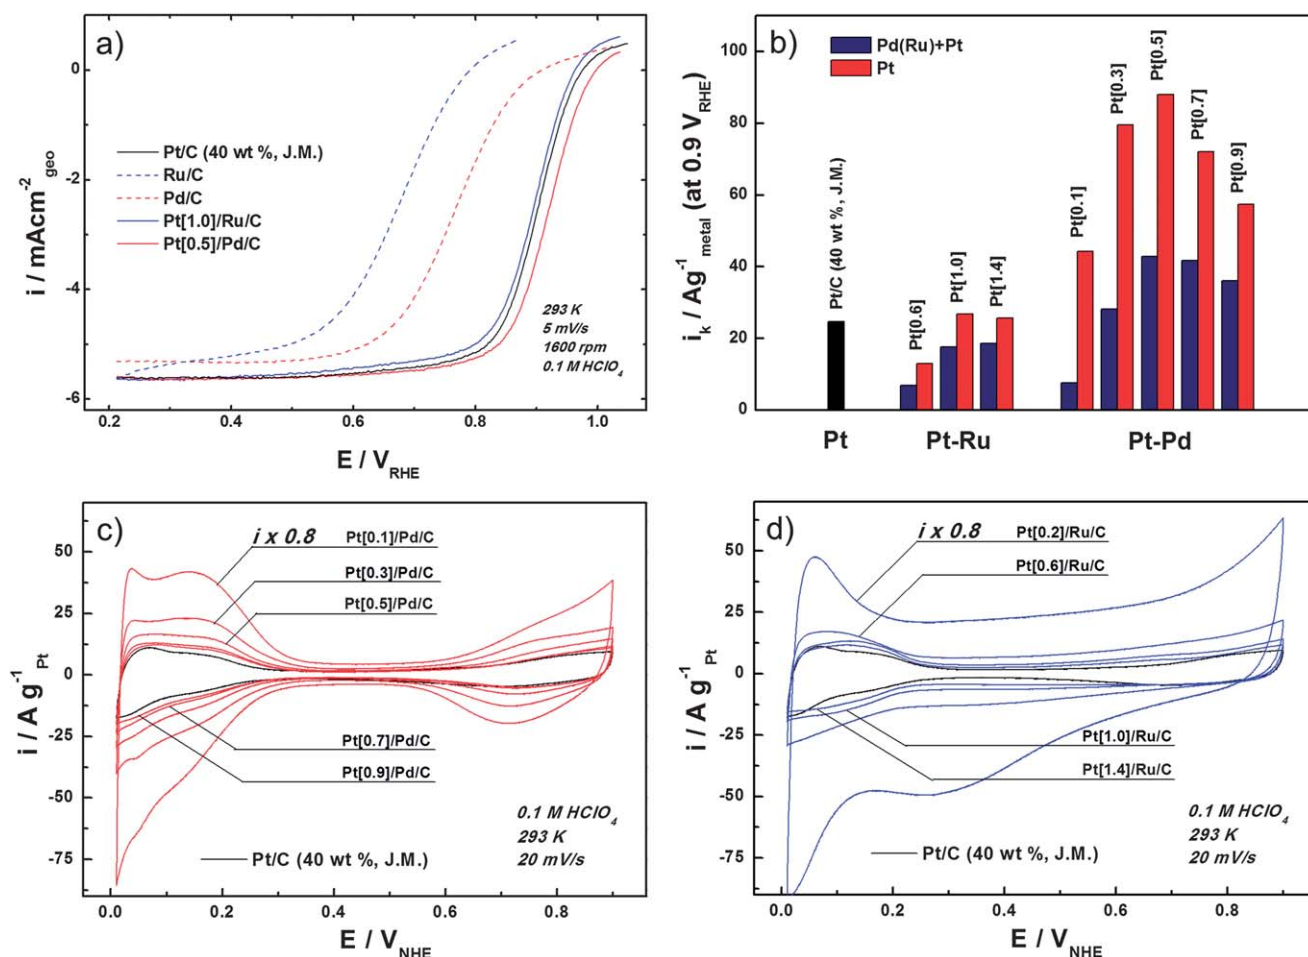 a)
0
-2
-4
-6
i / mAcm⁻²geo
Pt/C (40 wt %, J.M.)
Ru/C
Pd/C
Pt[1.0]/Ru/C
Pt[0.5]/Pd/C
293 K
5 mV/s
1600 rpm
0.1 M HClO₄
0.2 0.4 0.6 0.8 1.0
E / V_RHE
b)
100
80
60
40
20
0
iₖ / Ag⁻¹metal (at 0.9 V_RHE)
Pd(Ru)+Pt
Pt
Pt/C (40 wt %, J.M.)
Pt[0.6]
Pt[1.0]
Pt[1.4]
Pt[0.1]
Pt[0.3]
Pt[0.5]
Pt[0.7]
Pt[0.9]
Pt Pt-Ru Pt-Pd
c)
50
25
0
-25
-50
-75
i / A g⁻¹Pt
i x 0.8 Pt[0.1]/Pd/C
Pt[0.3]/Pd/C
Pt[0.5]/Pd/C
Pt[0.7]/Pd/C
Pt[0.9]/Pd/C
0.1 M HClO₄
293 K
20 mV/s
Pt/C (40 wt %, J.M.)
0.0 0.2 0.4 0.6 0.8
E / V_NHE
d)
50
25
0
-25
-50
-75
i / A g⁻¹Pt
i x 0.8 Pt[0.2]/Ru/C
Pt[0.6]/Ru/C
Pt[1.0]/Ru/C
Pt[1.4]/Ru/C
0.1 M HClO₄
293 K
20 mV/s
Pt/C (40 wt %, J.M.)
0.0 0.2 0.4 0.6 0.8
E / V_NHE